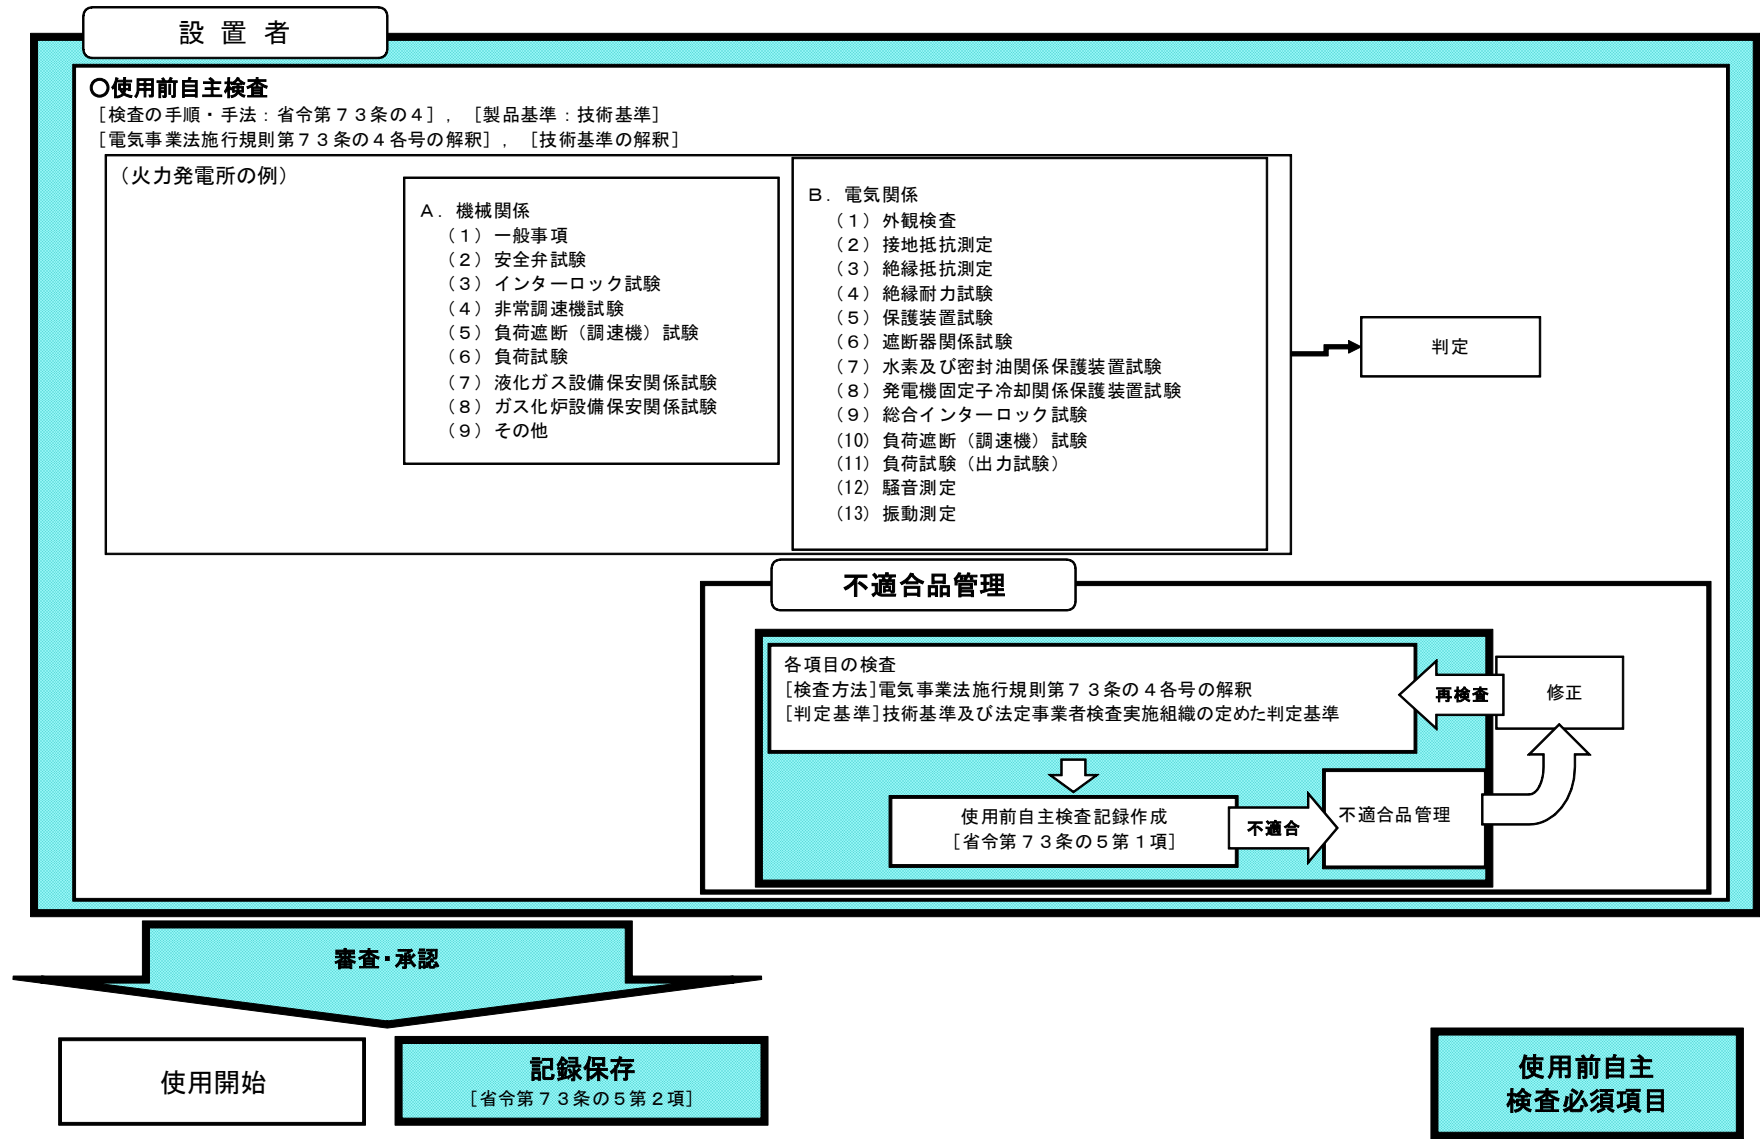 設 置 者
○使用前自主検査
[検査の手順・手法：省令第７３条の４]，[製品基準：技術基準]
[電気事業法施行規則第７３条の４各号の解釈]，[技術基準の解釈]
（火力発電所の例）
Ａ．機械関係
（１）一般事項
（２）安全弁試験
（３）インターロック試験
（４）非常調速機試験
（５）負荷遮断（調速機）試験
（６）負荷試験
（７）液化ガス設備保安関係試験
（８）ガス化炉設備保安関係試験
（９）その他
Ｂ．電気関係
（１）外観検査
（２）接地抵抗測定
（３）絶縁抵抗測定
（４）絶縁耐力試験
（５）保護装置試験
（６）遮断器関係試験
（７）水素及び密封油関係保護装置試験
（８）発電機固定子冷却関係保護装置試験
（９）総合インターロック試験
（10）負荷遮断（調速機）試験
（11）負荷試験（出力試験）
（12）騒音測定
（13）振動測定
判定
不適合品管理
各項目の検査
[検査方法]電気事業法施行規則第７３条の４各号の解釈
[判定基準]技術基準及び法定事業者検査実施組織の定めた判定基準
再検査
修正
使用前自主検査記録作成
[省令第７３条の５第１項]
不適合
不適合品管理
審査・承認
使用開始
記録保存
[省令第７３条の５第２項]
使用前自主
検査必須項目